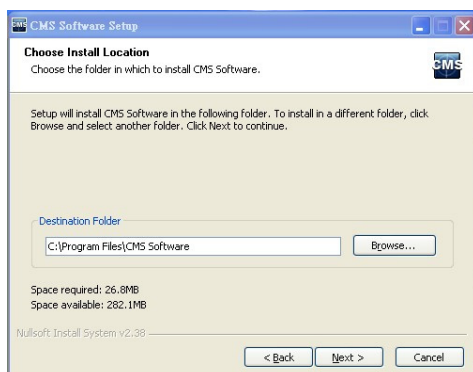 CMS Software Setup
Choose Install Location
Choose the folder in which to install CMS Software.
CMS
Setup will install CMS Software in the following folder. To install in a different folder, click
Browse and select another folder. Click Next to continue.
Destination Folder
C:\Program Files\CMS Software
Browse...
Space required: 26.8MB
Space available: 282.1MB
Nullsoft Install System v2.38
< Back Next > Cancel